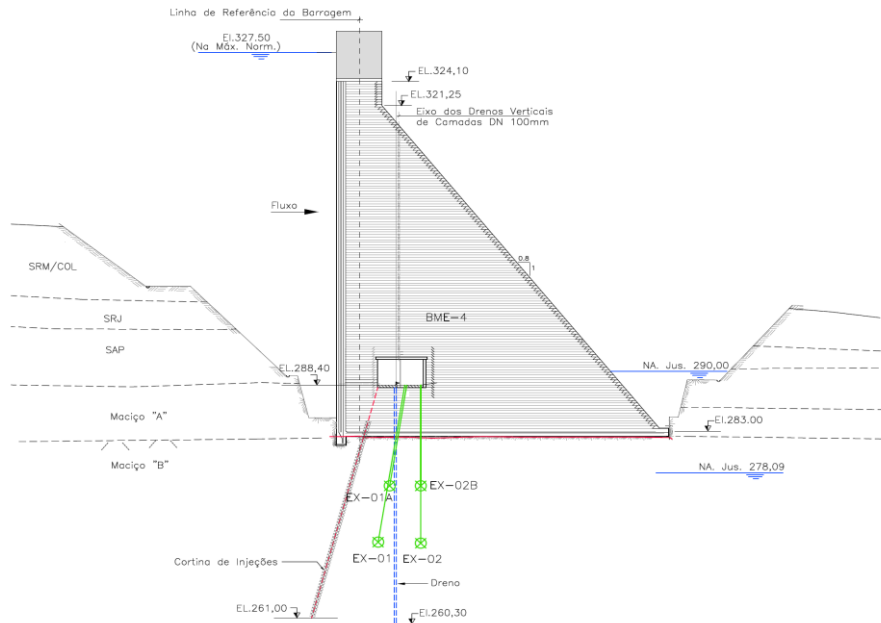 Linha de Referência da Barragem
El.327.50
(Na Máx. Norm.)
EL.324,10
EL.321,25
Eixo dos Drenos Verticais
de Camadas DN 100mm
Fluxo
0.8
1
SRM/COL
SRJ
SAP
BME-4
EL.288,40
NA. Jus. 290,00
Maciço "A"
El.283.00
Maciço "B"
NA. Jus. 278,09
EX-01A
EX-02B
EX-01
EX-02
Cortina de Injeções
Dreno
EL.261,00
EL.260,30